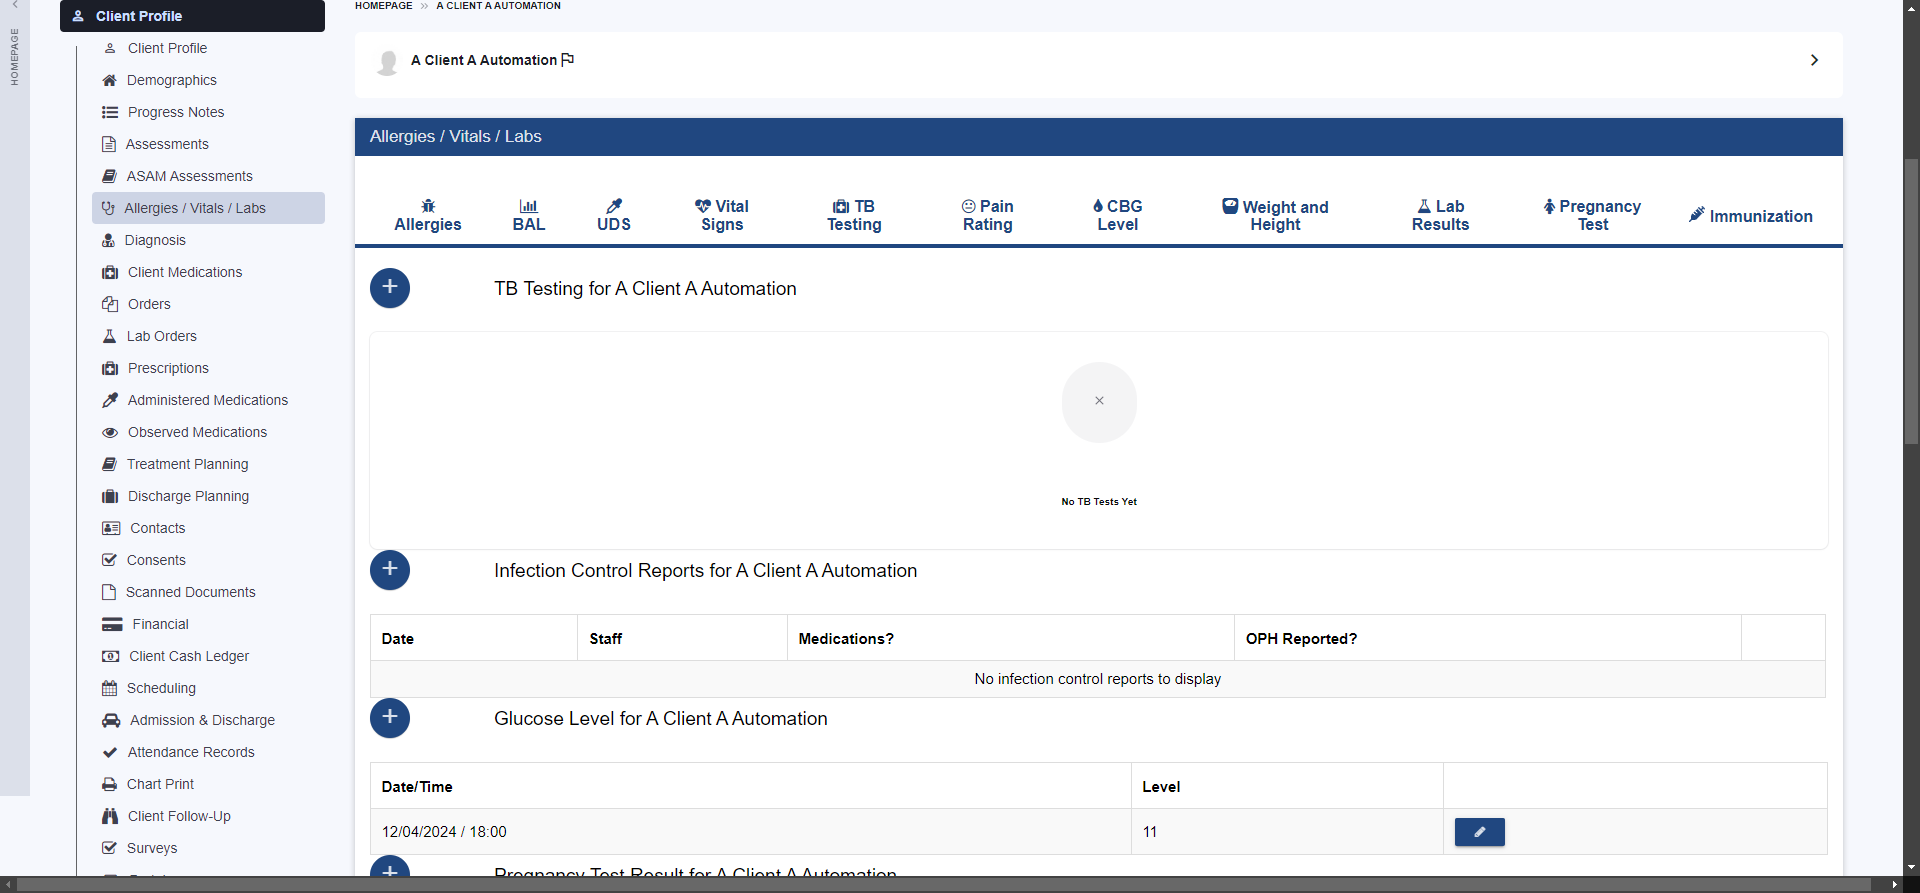 HOMEPAGE
Client Profile
Client Profile
Demographics
Progress Notes
Assessments
ASAM Assessments
Allergies / Vitals / Labs
Diagnosis
Client Medications
Orders
Lab Orders
Prescriptions
Administered Medications
Observed Medications
Treatment Planning
Discharge Planning
Contacts
Consents
Scanned Documents
Financial
Client Cash Ledger
Scheduling
Admission & Discharge
Attendance Records
Chart Print
Client Follow-Up
Surveys
HOMEPAGE » A CLIENT A AUTOMATION
A Client A Automation
Allergies / Vitals / Labs
Allergies
BAL
UDS
Vital
Signs
TB
Testing
Pain
Rating
CBG
Level
Weight and
Height
Lab
Results
Pregnancy
Test
Immunization
TB Testing for A Client A Automation
No TB Tests Yet
Infection Control Reports for A Client A Automation
Date Staff Medications? OPH Reported?
No infection control reports to display
Glucose Level for A Client A Automation
Date/Time Level
12/04/2024 / 18:00 11
Pregnancy Test Result for A Client A Automation